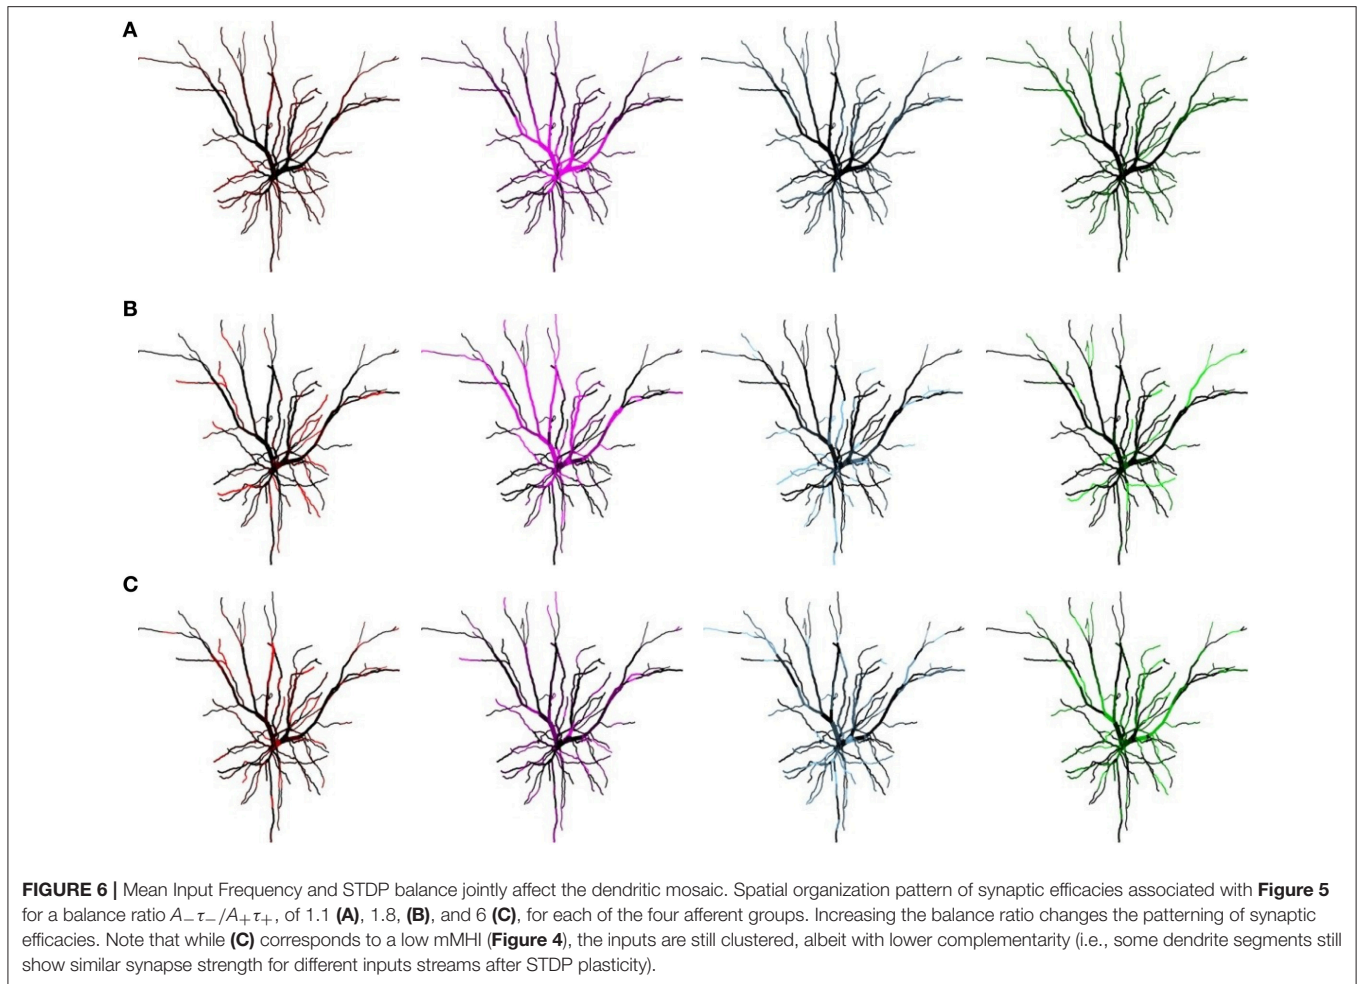 A
B
C
FIGURE 6 | Mean Input Frequency and STDP balance jointly affect the dendritic mosaic. Spatial organization pattern of synaptic efficacies associated with Figure 5
for a balance ratio A₋τ₋/A₊τ₊, of 1.1 (A), 1.8, (B), and 6 (C), for each of the four afferent groups. Increasing the balance ratio changes the patterning of synaptic
efficacies. Note that while (C) corresponds to a low mMHI (Figure 4), the inputs are still clustered, albeit with lower complementarity (i.e., some dendrite segments still
show similar synapse strength for different inputs streams after STDP plasticity).